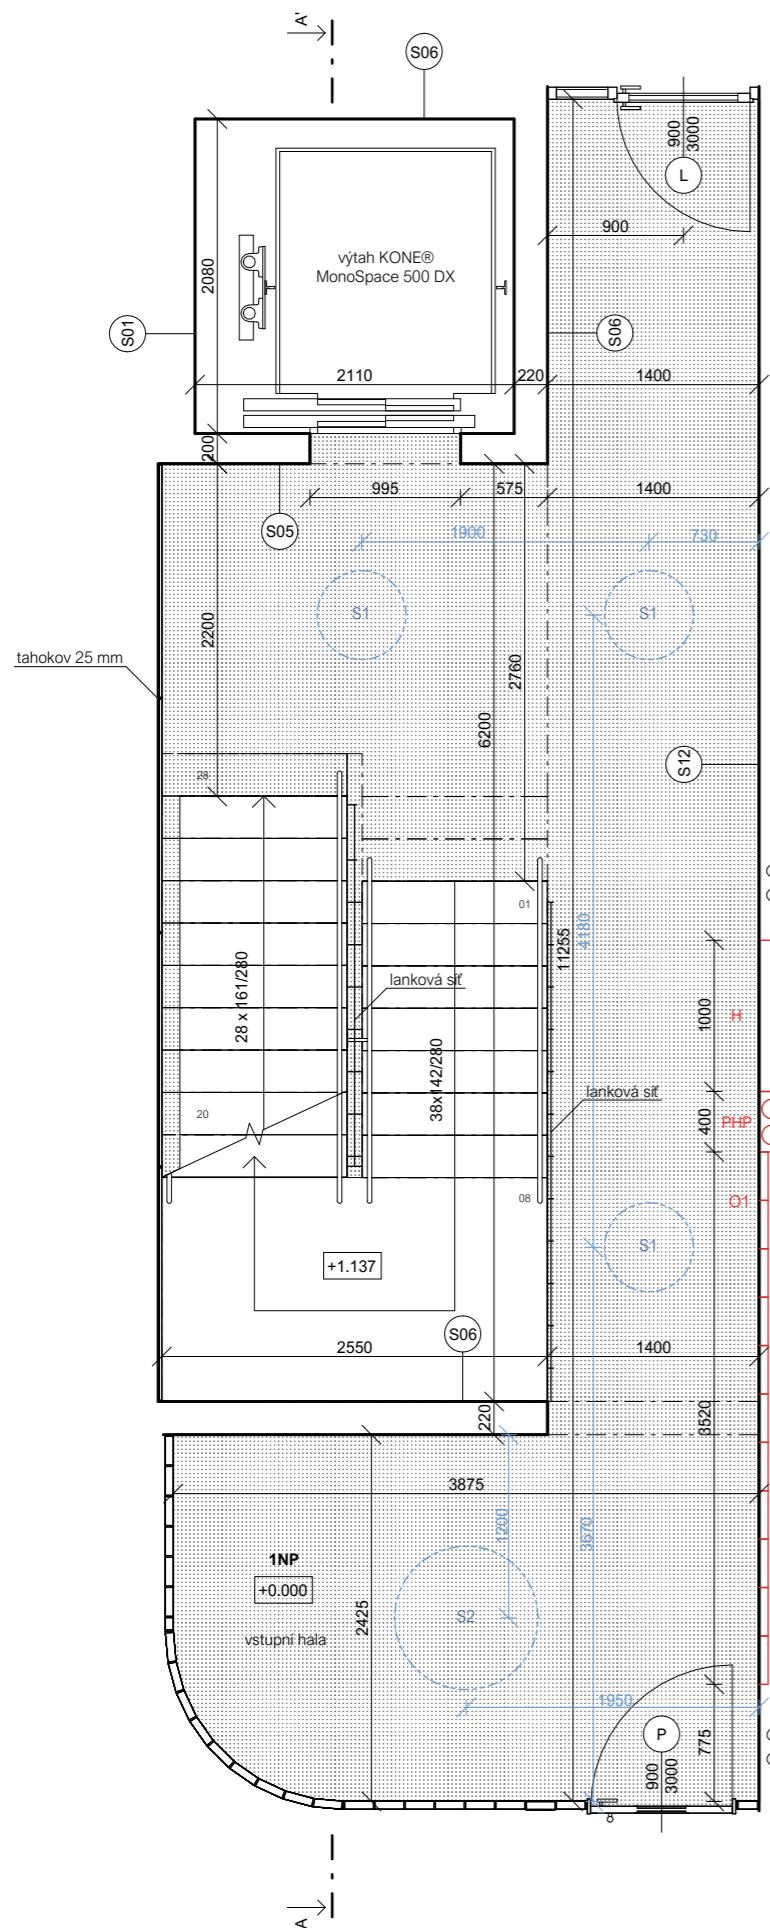 A'
S06
900
3000
L
900
výtah KONE®
MonoSpace 500 DX
2080
S01
S06
2110
220
1400
200
995
575
1400
S05
1900
730
S1
S1
2200
2760
tahokov 25 mm
6200
S12
28
01
11255
4180
28 x 161/280
lanková síť
1000
H
38x142/280
lanková síť
20
400
PHP
08
O1
S1
+1.137
S06
2550
1400
220
3520
3875
1200
3670
1NP
+0.000
2425
S2
vstupní hala
1950
P
900
3000
775
A